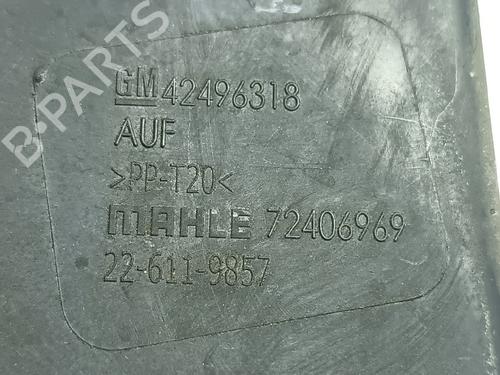 B-PARTS
GM 42496318
AUF
>PP-T20<
MAHLE 72406969
22-611-9857